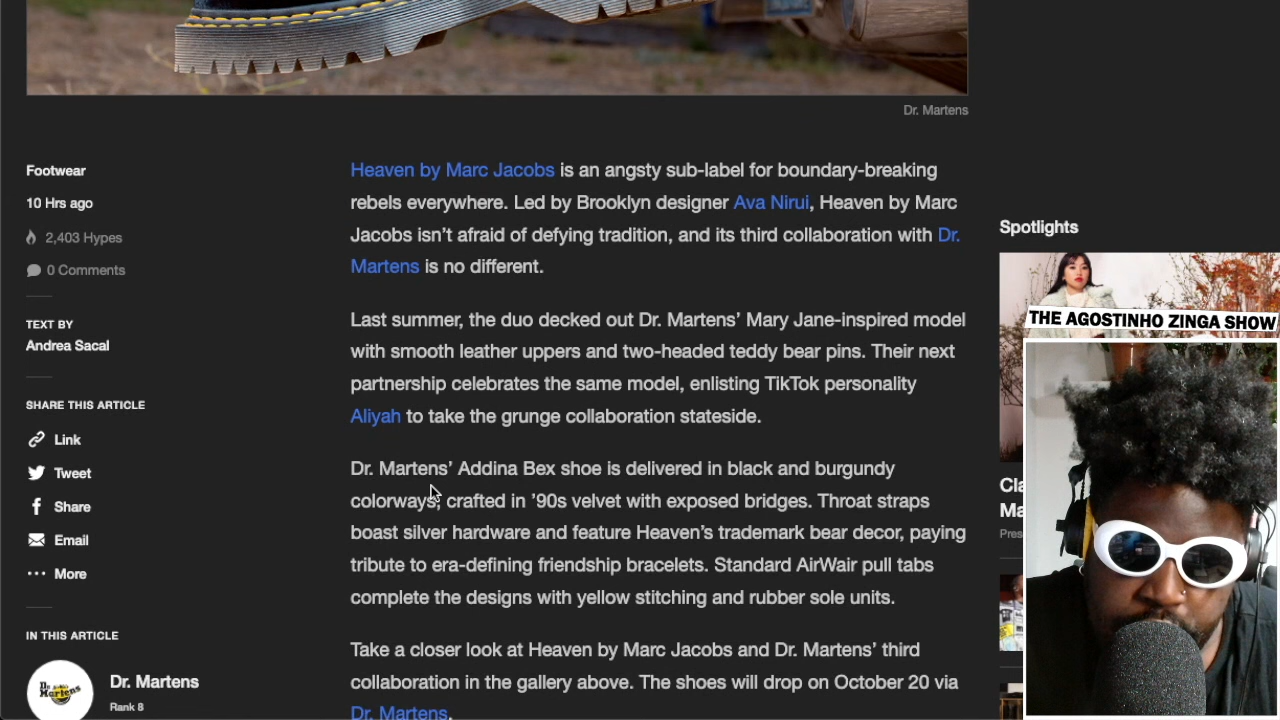 Dr. Martens
Footwear
10 Hrs ago
2,403 Hypes
0 Comments
TEXT BY
Andrea Sacal
SHARE THIS ARTICLE
Link
Tweet
Share
Email
More
IN THIS ARTICLE
Dr. Martens
Dr. Martens
Rank 8
Heaven by Marc Jacobs is an angsty sub-label for boundary-breaking
rebels everywhere. Led by Brooklyn designer Ava Nirui, Heaven by Marc
Jacobs isn’t afraid of defying tradition, and its third collaboration with Dr.
Martens is no different.
Last summer, the duo decked out Dr. Martens’ Mary Jane-inspired model
with smooth leather uppers and two-headed teddy bear pins. Their next
partnership celebrates the same model, enlisting TikTok personality
Aliyah to take the grunge collaboration stateside.
Dr. Martens’ Addina Bex shoe is delivered in black and burgundy
colorways, crafted in ’90s velvet with exposed bridges. Throat straps
boast silver hardware and feature Heaven’s trademark bear decor, paying
tribute to era-defining friendship bracelets. Standard AirWair pull tabs
complete the designs with yellow stitching and rubber sole units.
Take a closer look at Heaven by Marc Jacobs and Dr. Martens’ third
collaboration in the gallery above. The shoes will drop on October 20 via
Dr. Martens.
Spotlights
THE AGOSTINHO ZINGA SHOW